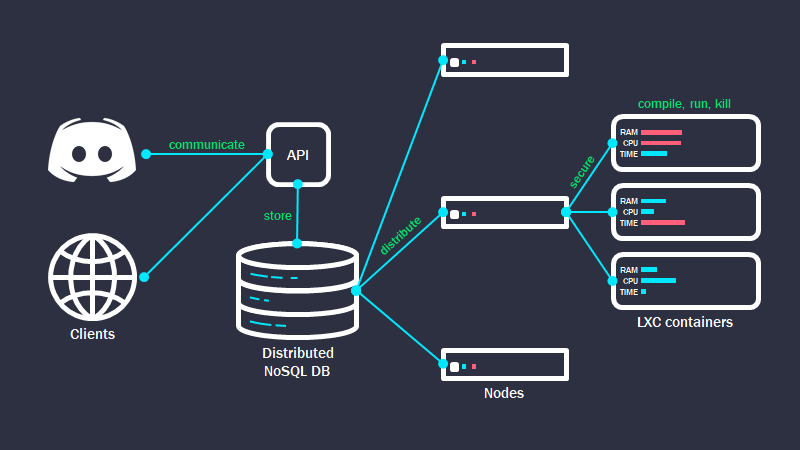 communicate
API
Clients
store
Distributed
NoSQL DB
distribute
Nodes
secure
compile, run, kill
RAM
CPU
TIME
RAM
CPU
TIME
RAM
CPU
TIME
LXC containers